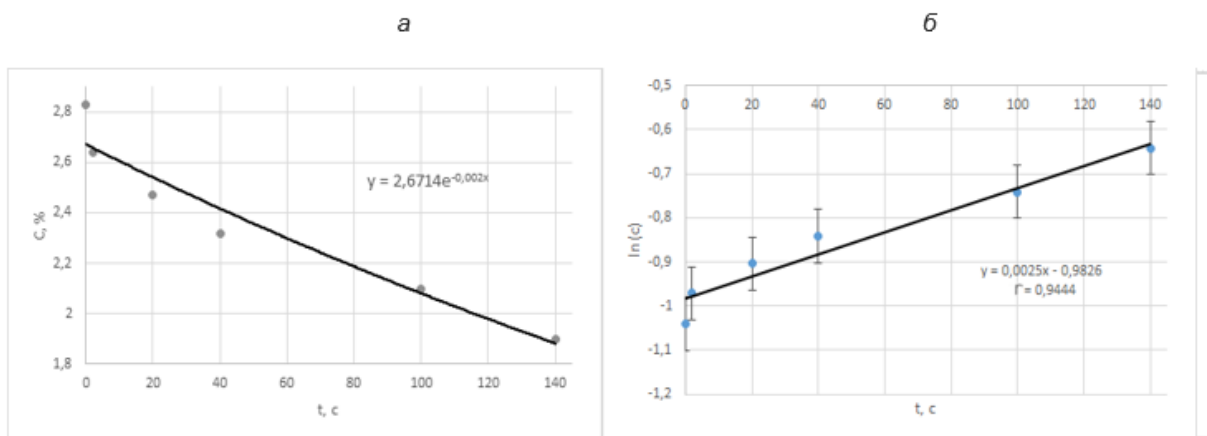 а
б
2,8
2,6
2,4
2,2
2
1,8
C, %
y = 2,6714e^-0,002x
0 20 40 60 80 100 120 140
t, c
-0,5
0 20 40 60 80 100 120 140
-0,6
-0,7
-0,8
-0,9
-1
-1,1
-1,2
ln (c)
y = 0,0025x - 0,9826
Γ = 0,9444
t, c